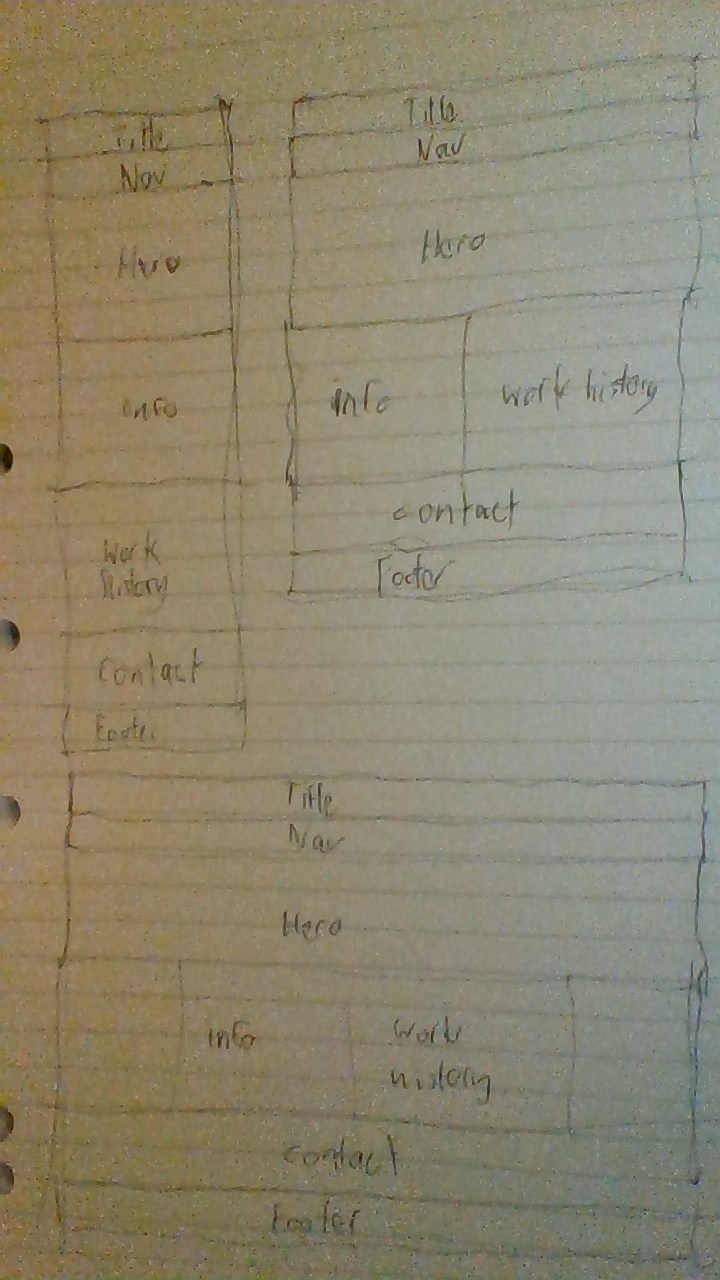 Title
Nav
Hero
info
Work
history
Contact
Footer
Title
Nav
Hero
info
work history
contact
Footer
Title
Nav
Hero
info
Work
history
contact
Footer